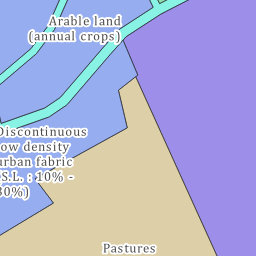 Arable land
(annual crops)
Discontinuous
low density
urban fabric
(S.L. : 10% -
30%)
Pastures